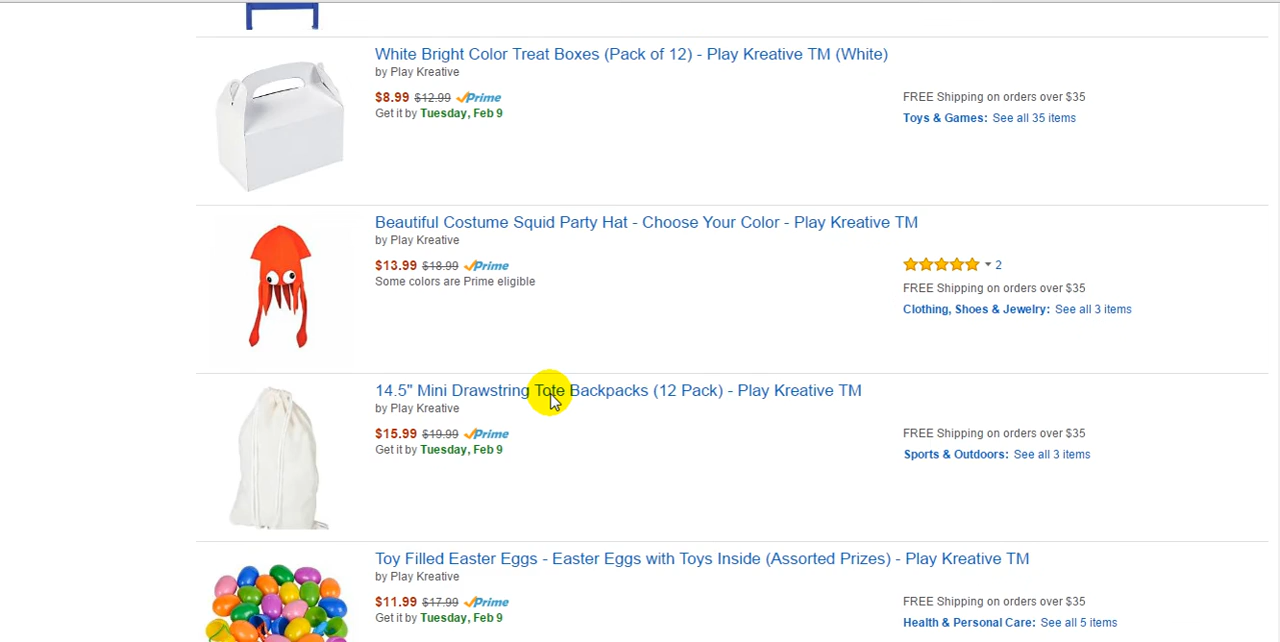 White Bright Color Treat Boxes (Pack of 12) - Play Kreative TM (White)
by Play Kreative
$8.99 $12.99 Prime
Get it by Tuesday, Feb 9
FREE Shipping on orders over $35
Toys & Games: See all 35 items
Beautiful Costume Squid Party Hat - Choose Your Color - Play Kreative TM
by Play Kreative
$13.99 $18.99 Prime
Some colors are Prime eligible
2
FREE Shipping on orders over $35
Clothing, Shoes & Jewelry: See all 3 items
14.5" Mini Drawstring Tote Backpacks (12 Pack) - Play Kreative TM
by Play Kreative
$15.99 $19.99 Prime
Get it by Tuesday, Feb 9
FREE Shipping on orders over $35
Sports & Outdoors: See all 3 items
Toy Filled Easter Eggs - Easter Eggs with Toys Inside (Assorted Prizes) - Play Kreative TM
by Play Kreative
$11.99 $17.99 Prime
Get it by Tuesday, Feb 9
FREE Shipping on orders over $35
Health & Personal Care: See all 5 items